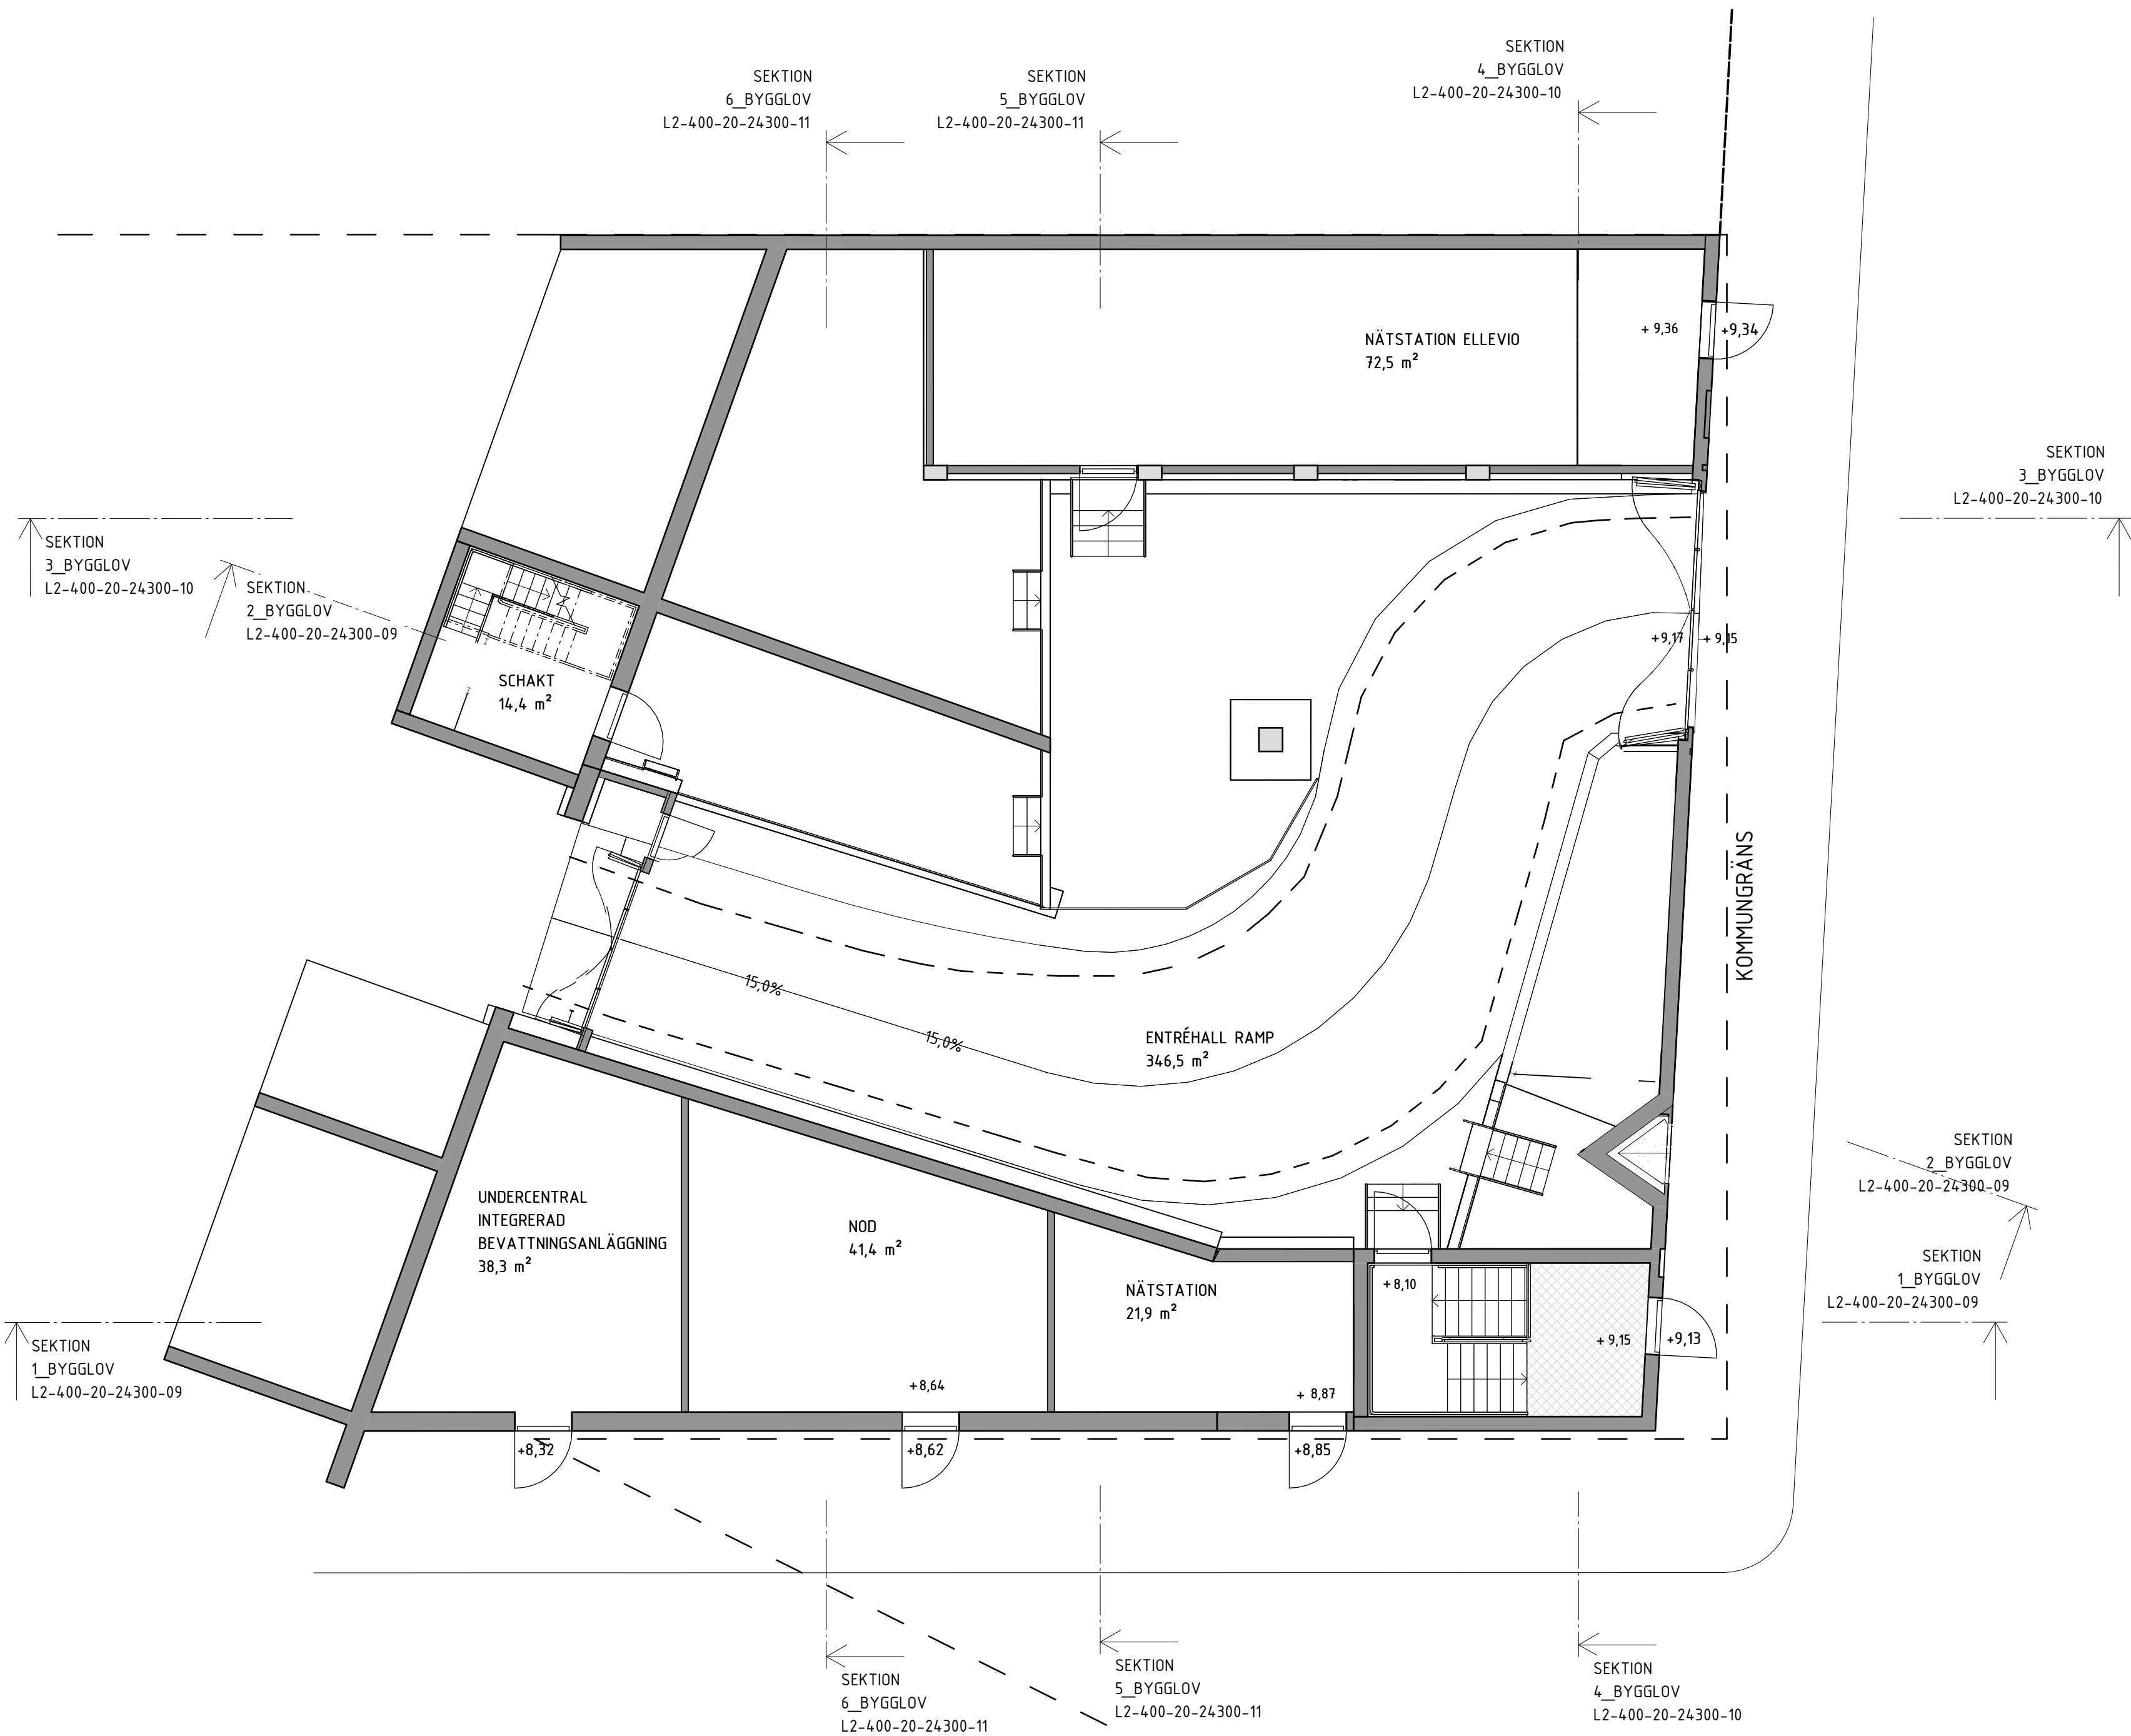 SEKTION
4_BYGGLOV
L2-400-20-24300-10
SEKTION
6_BYGGLOV
L2-400-20-24300-11
SEKTION
5_BYGGLOV
L2-400-20-24300-11
NÄTSTATION ELLEVIO
72,5 m²
+ 9,36
+9,34
SEKTION
3_BYGGLOV
L2-400-20-24300-10
SEKTION
3_BYGGLOV
L2-400-20-24300-10
SEKTION
2_BYGGLOV
L2-400-20-24300-09
SCHAKT
14,4 m²
+9,17
+ 9,15
KOMMUNGRÄNS
15,0%
15,0%
ENTRÉHALL RAMP
346,5 m²
SEKTION
2_BYGGLOV
L2-400-20-24300-09
UNDERCENTRAL
INTEGRERAD
BEVATTNINGSANLÄGGNING
38,3 m²
NOD
41,4 m²
NÄTSTATION
21,9 m²
+ 8,10
SEKTION
1_BYGGLOV
L2-400-20-24300-09
+ 9,15
+9,13
SEKTION
1_BYGGLOV
L2-400-20-24300-09
+ 8,64
+ 8,87
+8,32
+8,62
+8,85
SEKTION
6_BYGGLOV
L2-400-20-24300-11
SEKTION
5_BYGGLOV
L2-400-20-24300-11
SEKTION
4_BYGGLOV
L2-400-20-24300-10